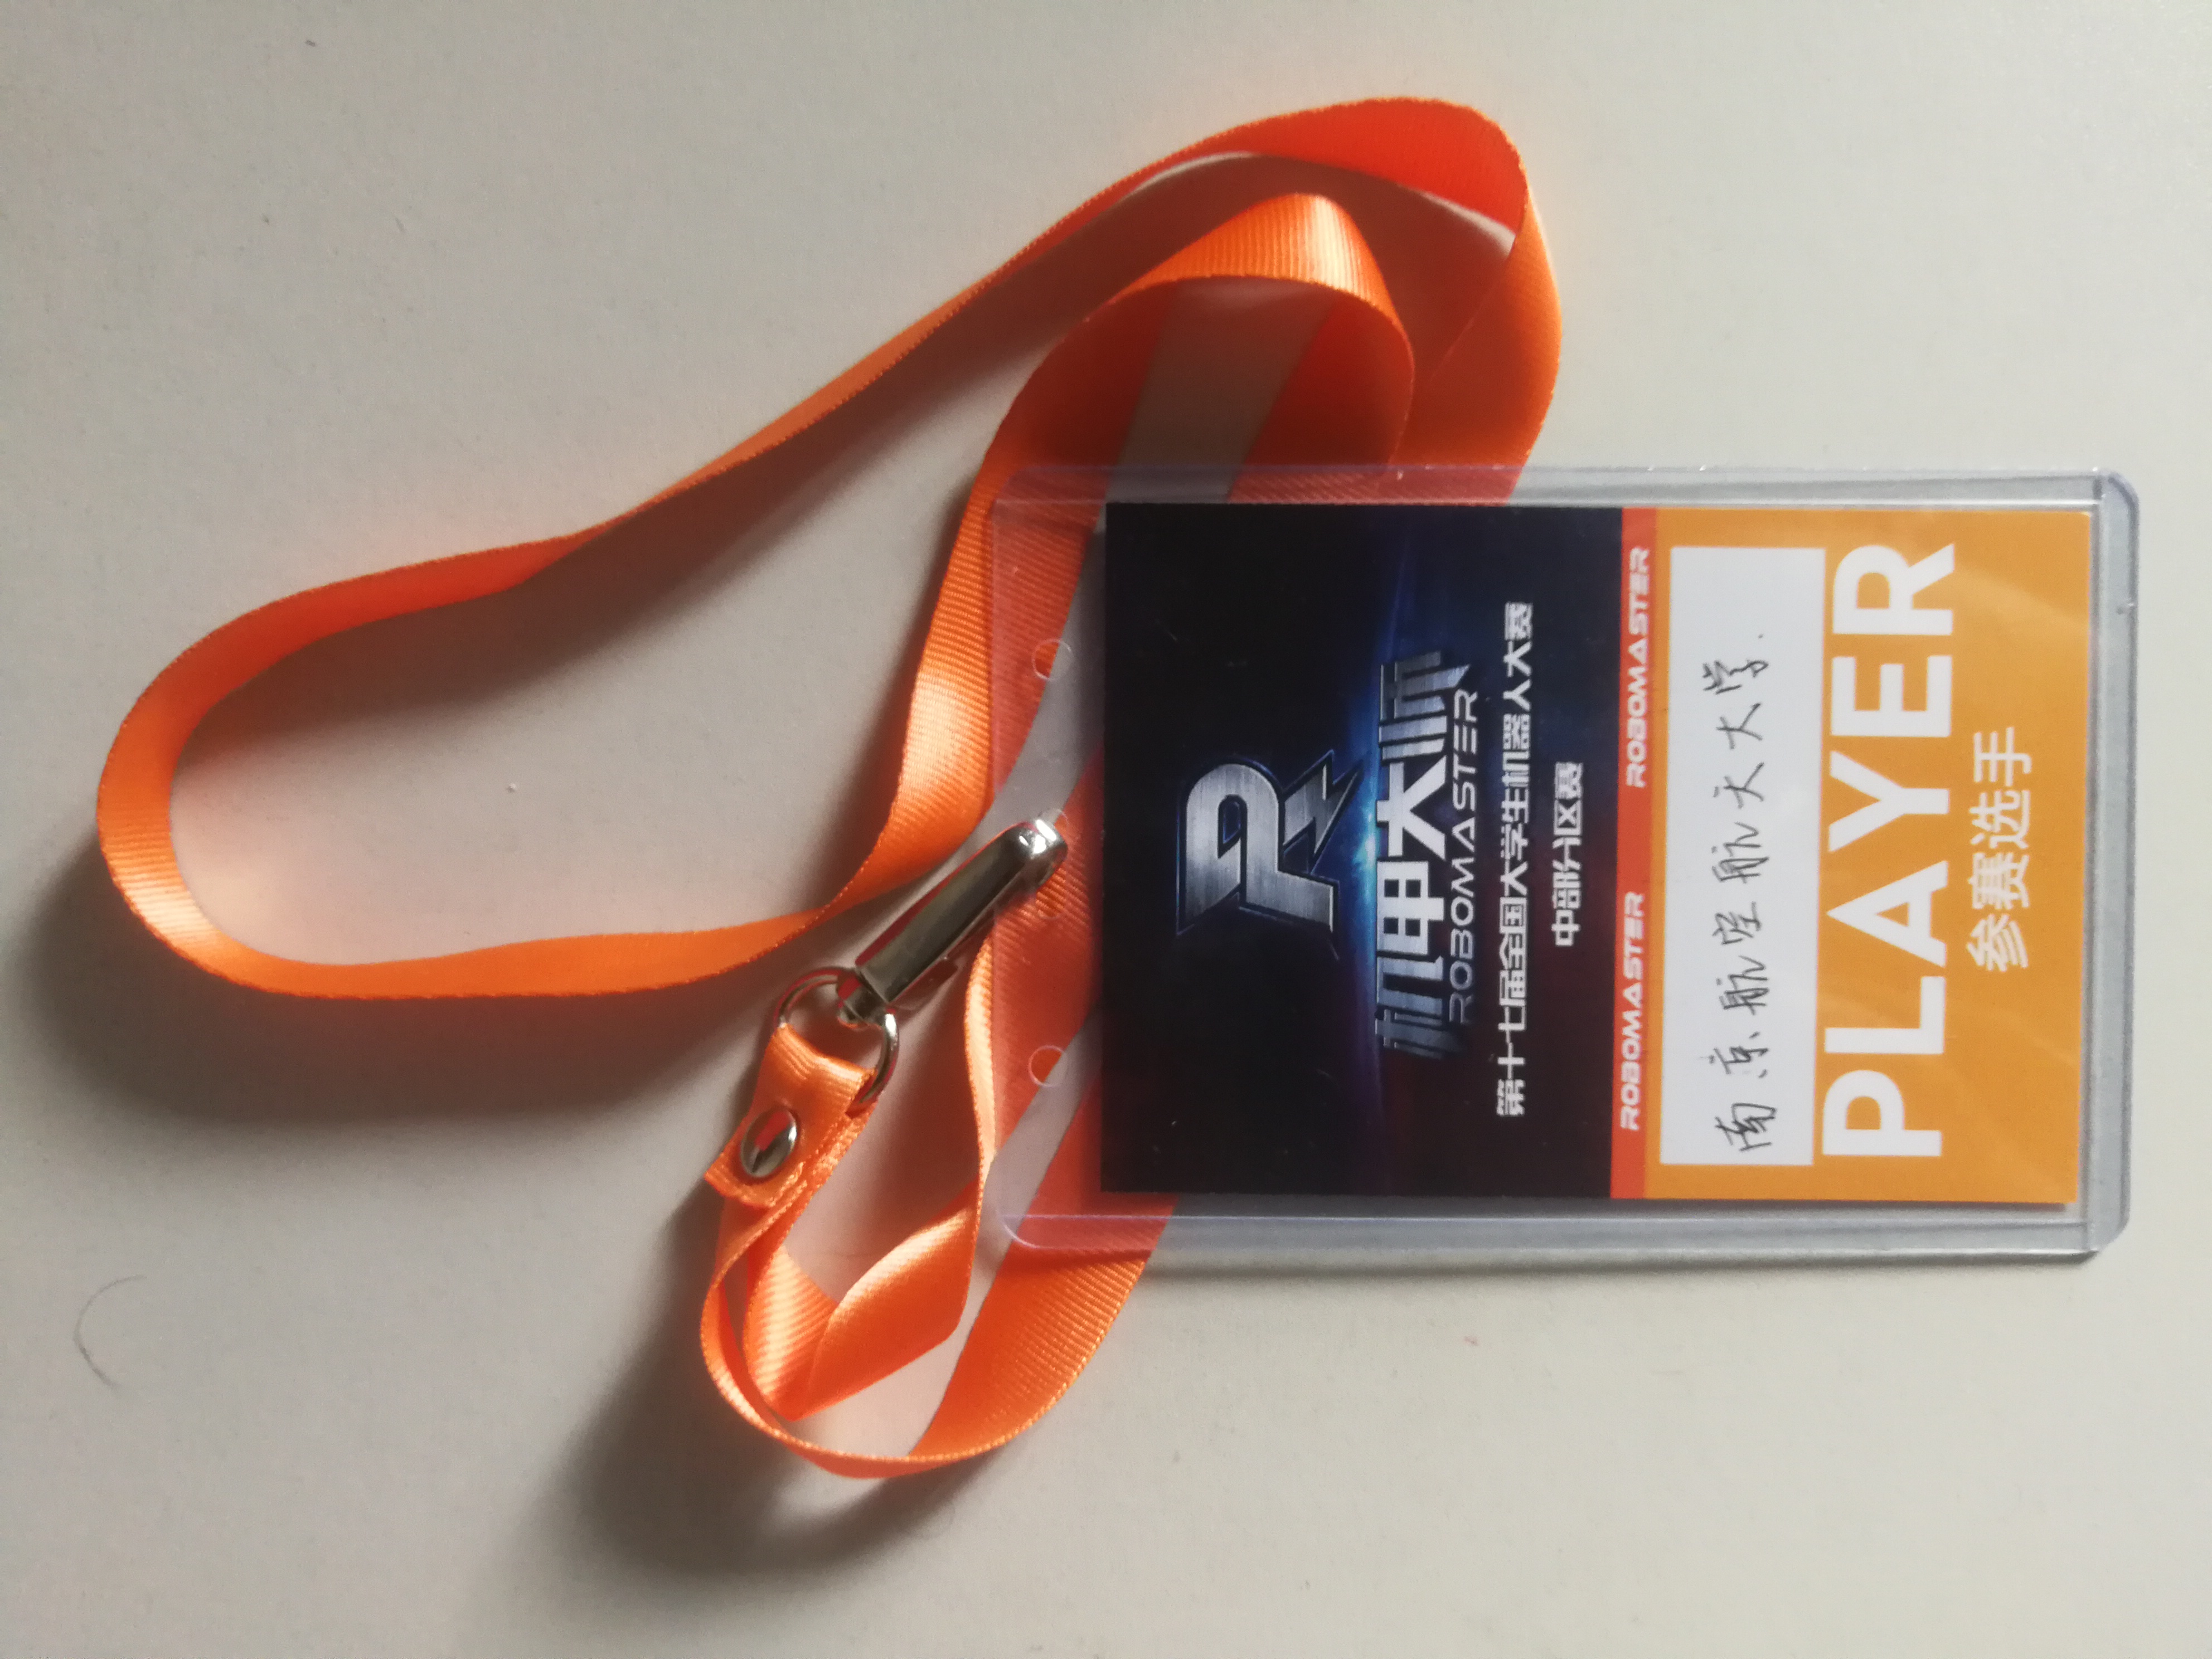 机甲大师
ROBOMASTER
第十七届全国大学生机器人大赛
中部分区赛
ROBOMASTER ROBOMASTER
南京航空航天大学.
PLAYER
参赛选手